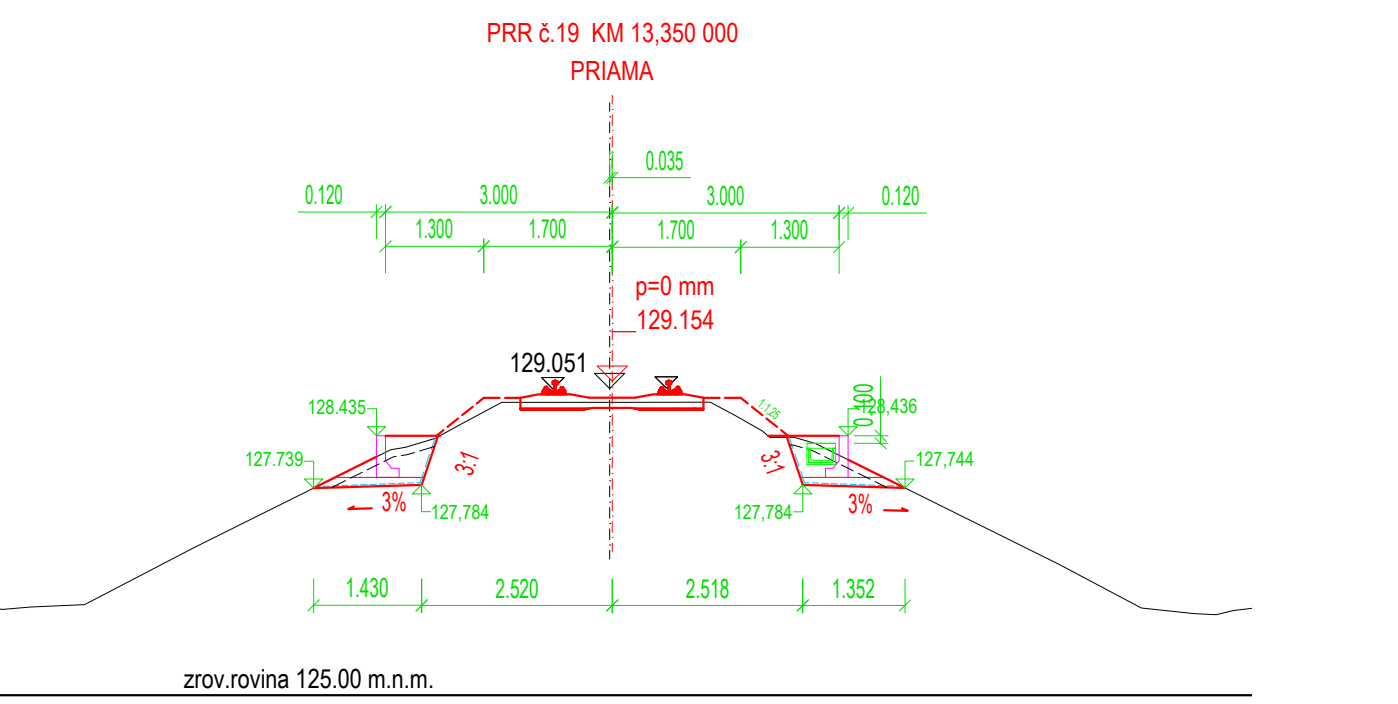 PRR č.19 KM 13,350 000
PRIAMA
0.035
0.120 3.000 3.000 0.120
1.300 1.700 1.700 1.300
p=0 mm
129.154
129.051
128.435 1:1,25 0.100 128,436
127.739 3:1 3:1 127,744
3% 127,784 127,784 3%
1.430 2.520 2.518 1.352
zrov.rovina 125.00 m.n.m.